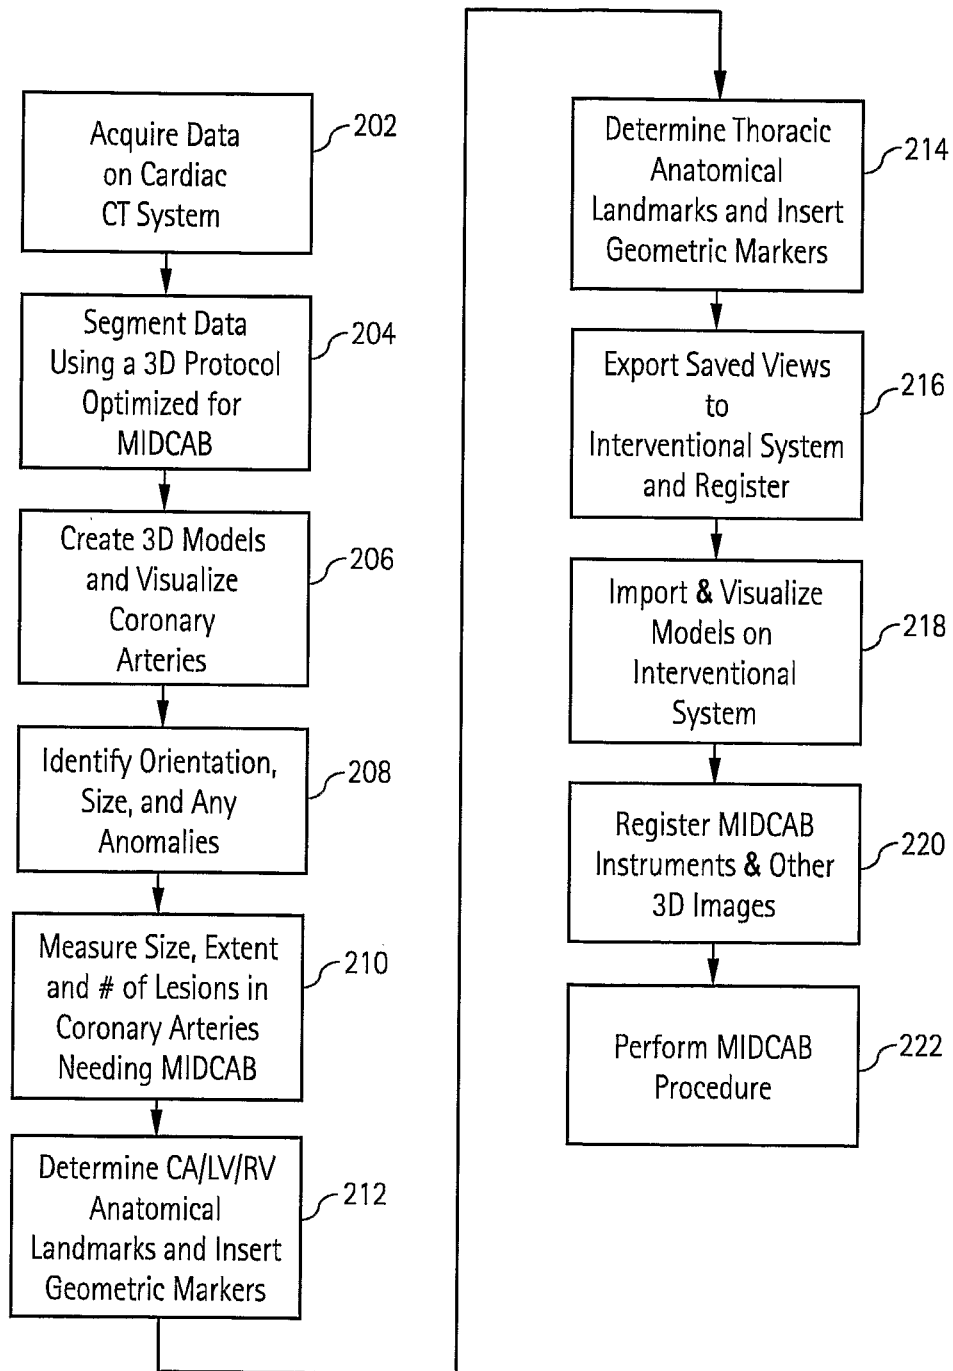 Acquire Data
on Cardiac
CT System
202
Segment Data
Using a 3D Protocol
Optimized for
MIDCAB
204
Create 3D Models
and Visualize
Coronary
Arteries
206
Identify Orientation,
Size, and Any
Anomalies
208
Measure Size, Extent
and # of Lesions in
Coronary Arteries
Needing MIDCAB
210
Determine CA/LV/RV
Anatomical
Landmarks and Insert
Geometric Markers
212
Determine Thoracic
Anatomical
Landmarks and Insert
Geometric Markers
214
Export Saved Views
to
Interventional System
and Register
216
Import & Visualize
Models on
Interventional
System
218
Register MIDCAB
Instruments & Other
3D Images
220
Perform MIDCAB
Procedure
222